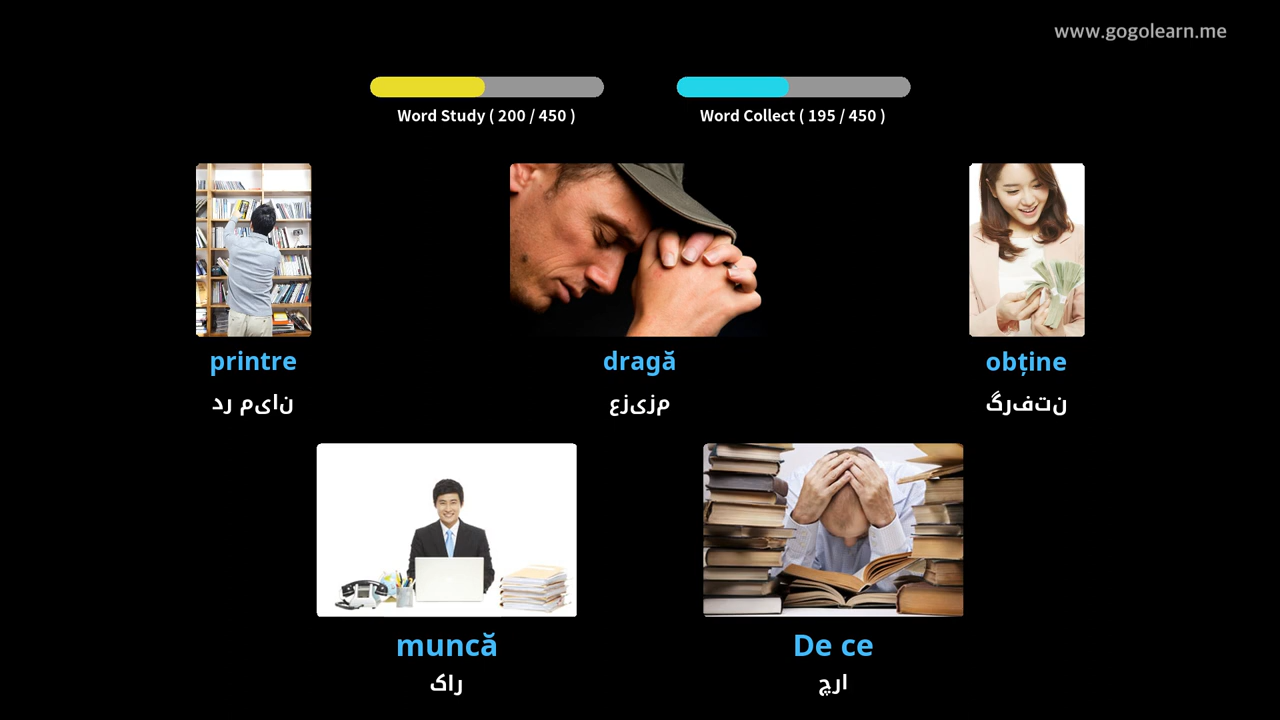 www.gogolearn.me
Word Study ( 200 / 450 )
Word Collect ( 195 / 450 )
printre
نایم رد
dragă
مزیزع
obține
نتفرگ
muncă
راک
De ce
ارچ